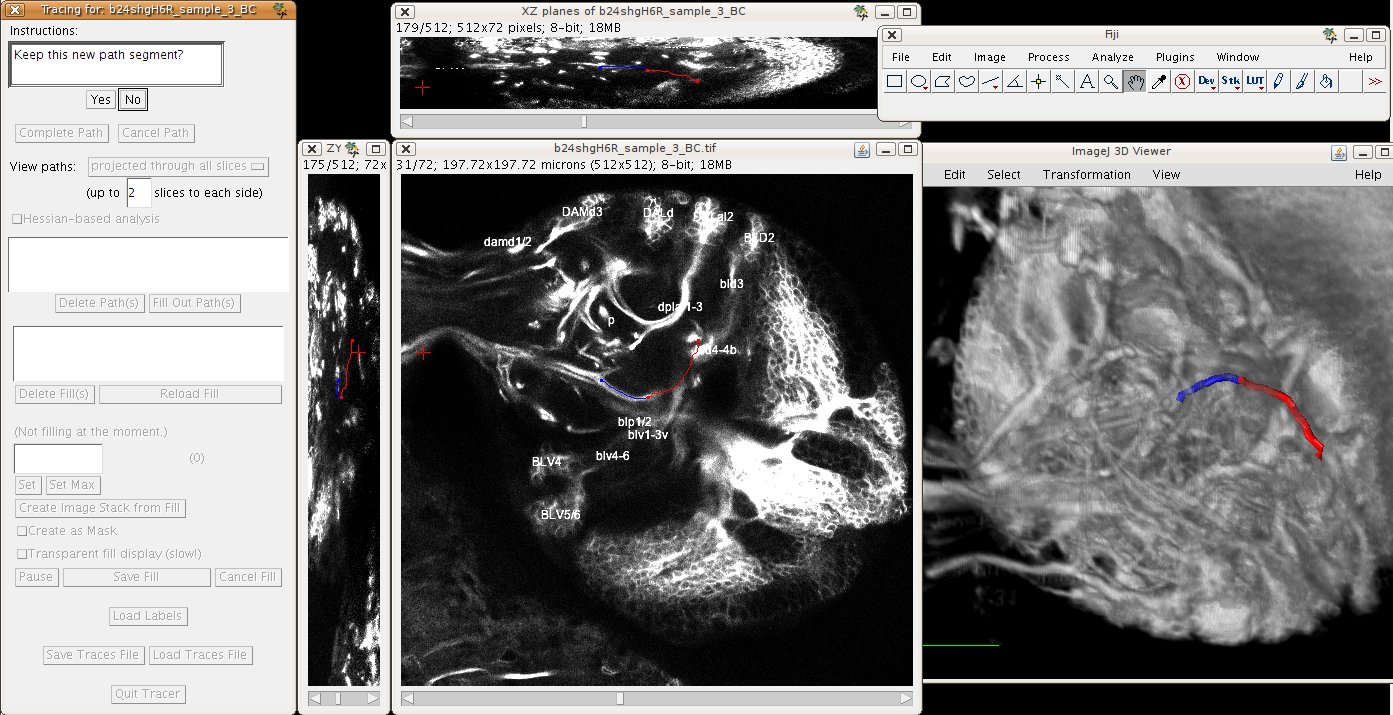 Tracing for: b24shgH6R_sample_3_BC
Instructions:
Keep this new path segment?
Yes No
Complete Path Cancel Path
View paths: projected through all slices
(up to 2 slices to each side)
Hessian-based analysis
Delete Path(s) Fill Out Path(s)
Delete Fill(s) Reload Fill
(Not filling at the moment.)
(0)
Set Set Max
Create Image Stack from Fill
Create as Mask
Transparent fill display (slow!)
Pause Save Fill Cancel Fill
Load Labels
Save Traces File Load Traces File
Quit Tracer
ZY
175/512; 72x
XZ planes of b24shgH6R_sample_3_BC
179/512; 512x72 pixels; 8-bit; 18MB
b24shgH6R_sample_3_BC.tif
31/72; 197.72x197.72 microns (512x512); 8-bit; 18MB
DAMd3
DALd
damd1/2
BLD2
bld3
p
blp1/2
blv1-3v
blv4-6
BLV4
BLV5/6
Fiji
File Edit Image Process Analyze Plugins Window Help
A Dev Stk LUT >>
ImageJ 3D Viewer
Edit Select Transformation View Help